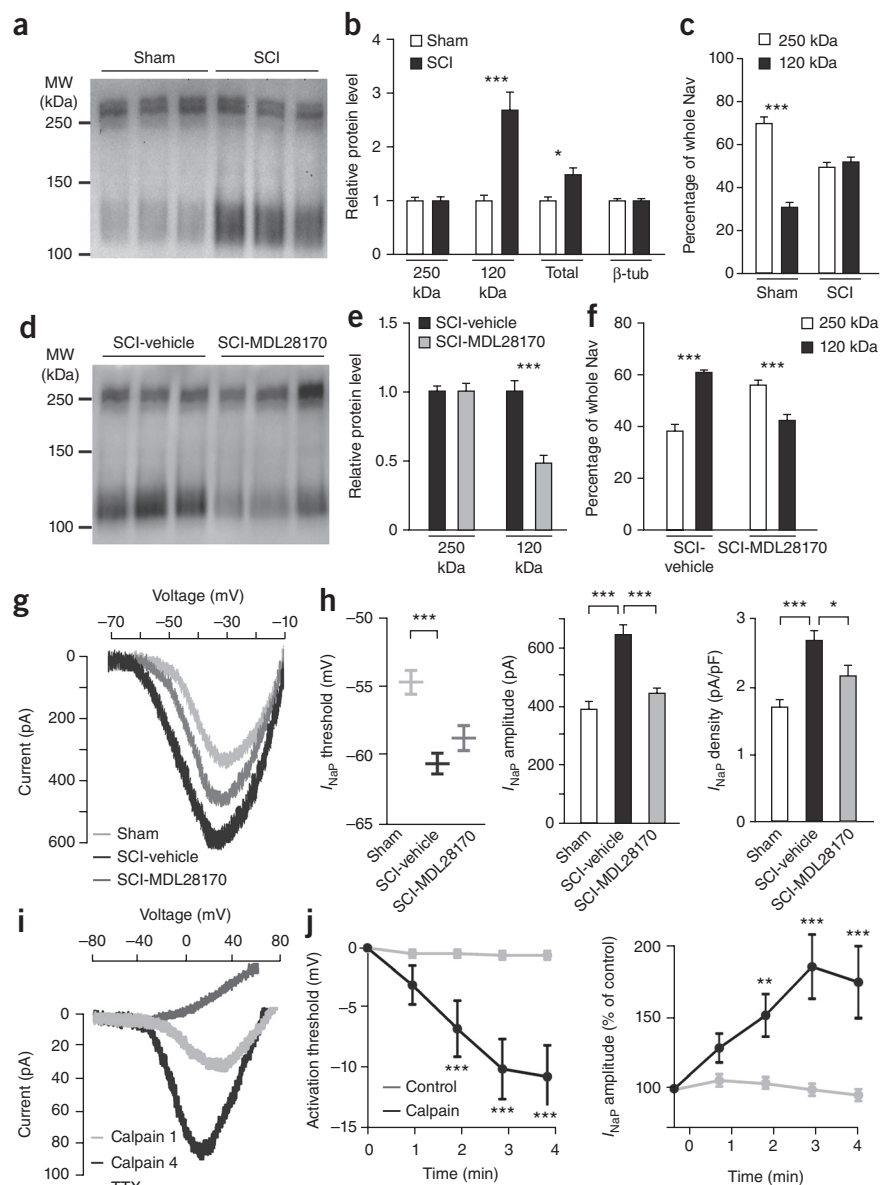 a
Sham SCI
MW
(kDa)
250
150
100
b
Sham
SCI
Relative protein level
4
3
2
1
0
***
*
250
kDa
120
kDa
Total
β-tub
c
250 kDa
120 kDa
Percentage of whole Nav
100
80
60
40
20
0
***
Sham SCI
d
SCI-vehicle SCI-MDL28170
MW
(kDa)
250
150
100
e
SCI-vehicle
SCI-MDL28170
Relative protein level
1.5
1.0
0.5
0
***
250
kDa
120
kDa
f
250 kDa
120 kDa
Percentage of whole Nav
80
60
40
20
0
*** ***
SCI-
vehicle
SCI-MDL28170
g
Voltage (mV)
−70 −50 −30 −10
Current (pA)
0
200
400
600
Sham
SCI-vehicle
SCI-MDL28170
h
INaP threshold (mV)
−50
−55
−60
−65
***
Sham
SCI-vehicle
SCI-MDL28170
INaP amplitude (pA)
600
400
200
0
*** ***
Sham
SCI-vehicle
SCI-MDL28170
INaP density (pA/pF)
3
2
1
0
*** *
Sham
SCI-vehicle
SCI-MDL28170
i
Voltage (mV)
−80 −40 0 40 80
Current (pA)
0
20
40
60
80
100
Calpain 1
Calpain 4
j
Activation threshold (mV)
0
−5
−10
−15
*** *** ***
Control
Calpain
0 1 2 3 4
Time (min)
INaP amplitude (% of control)
200
150
100
** *** ***
0 1 2 3 4
Time (min)